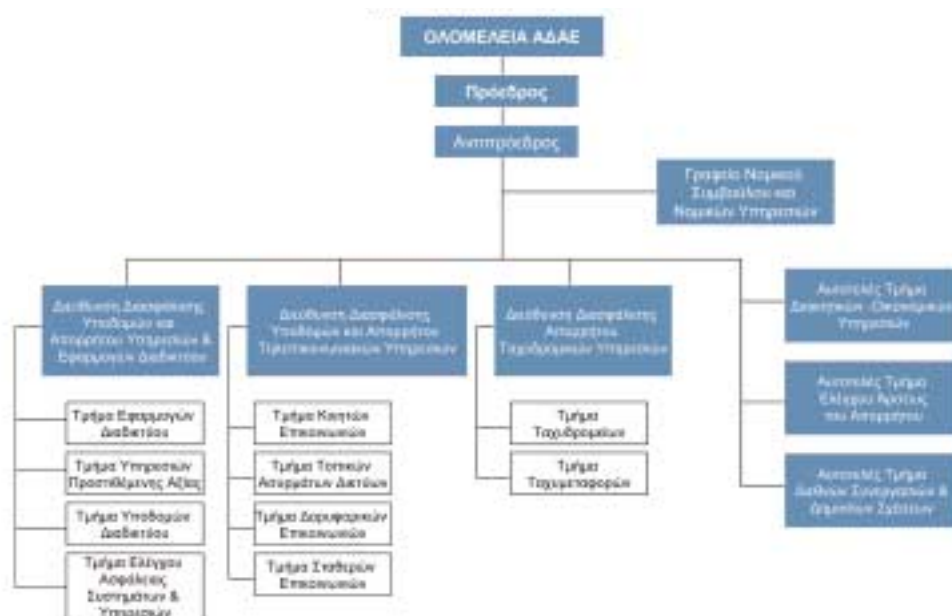 ΟΛΟΜΕΛΕΙΑ ΑΔΑΕ
Πρόεδρος
Αντιπρόεδρος
Γραφείο Νομικού
Συμβούλου και
Νομικών Υπηρεσιών
Διεύθυνση Διασφάλισης
Υποδομών και
Απορρήτου Υπηρεσιών &
Εφαρμογών Διαδικτύου
Τμήμα Εφαρμογών
Διαδικτύου
Τμήμα Υπηρεσιών
Προστιθέμενης Αξίας
Τμήμα Υποδομών
Διαδικτύου
Τμήμα Ελέγχου
Ασφάλειας
Συστημάτων &
Υπηρεσιών
Διεύθυνση Διασφάλισης
Υποδομών και Απορρήτου
Τηλεπικοινωνιακών Υπηρεσιών
Τμήμα Κινητών
Επικοινωνιών
Τμήμα Τοπικών
Ασυρμάτων Δικτύων
Τμήμα Δορυφορικών
Επικοινωνιών
Τμήμα Σταθερών
Επικοινωνιών
Διεύθυνση Διασφάλισης
Απορρήτου
Ταχυδρομικών Υπηρεσιών
Τμήμα
Ταχυδρομείων
Τμήμα
Ταχυμεταφορών
Αυτοτελές Τμήμα
Διοικητικών -Οικονομικών
Υπηρεσιών
Αυτοτελές Τμήμα
Ελέγχου Άρσεως
του Απορρήτου
Αυτοτελές Τμήμα
Διεθνών Συνεργασιών &
Δημοσίων Σχέσεων